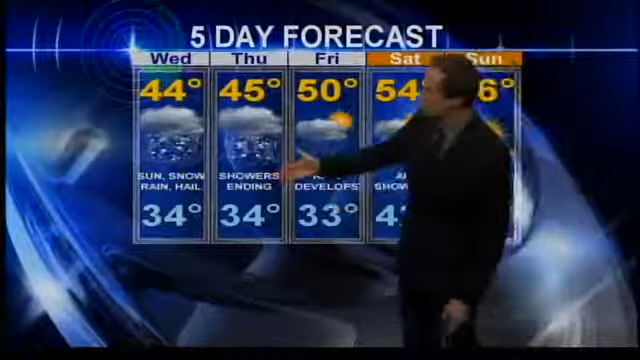 5 DAY FORECAST
Wed Thu Fri Sat Sun
44° 45° 50° 54° 6°
SUN, SNOW
RAIN, HAIL
SHOWERS
ENDING
DEVELOPS
34° 34° 33°